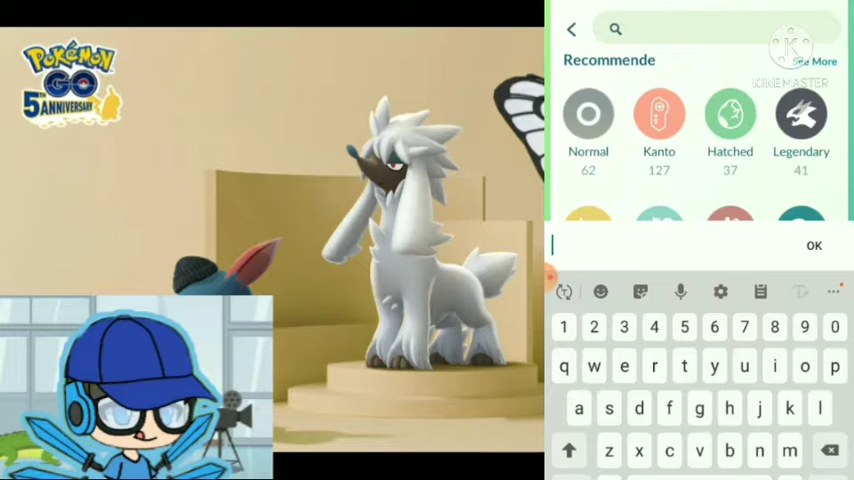 POKÉMON
GO
5TH ANNIVERSARY
Recommende
See More
KINEMASTER
Normal
Kanto
Hatched
Legendary
62
127
37
41
OK
1 2 3 4 5 6 7 8 9 0
q w e r t y u i o p
a s d f g h j k l
z x c v b n m